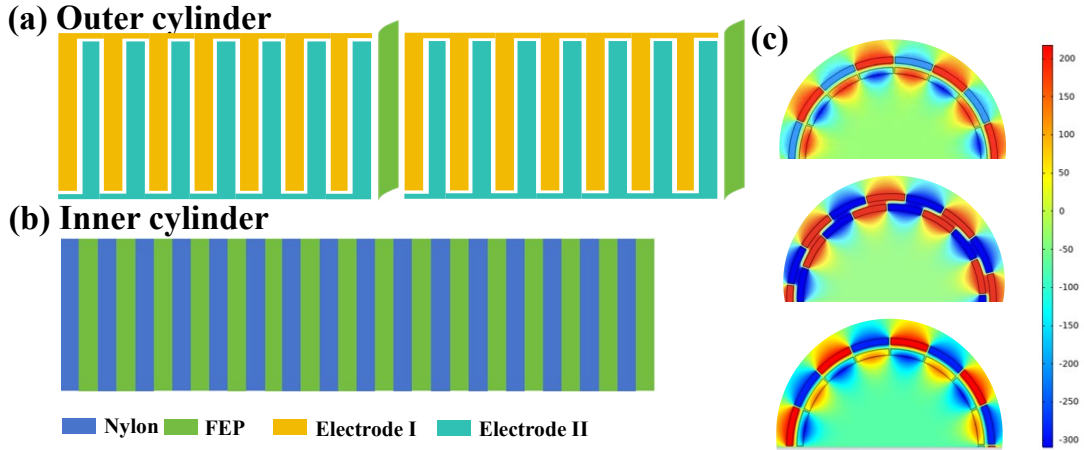 (a) Outer cylinder
(b) Inner cylinder
Nylon
FEP
Electrode I
Electrode II
(c)
200
150
100
50
0
-50
-100
-150
-200
-250
-300